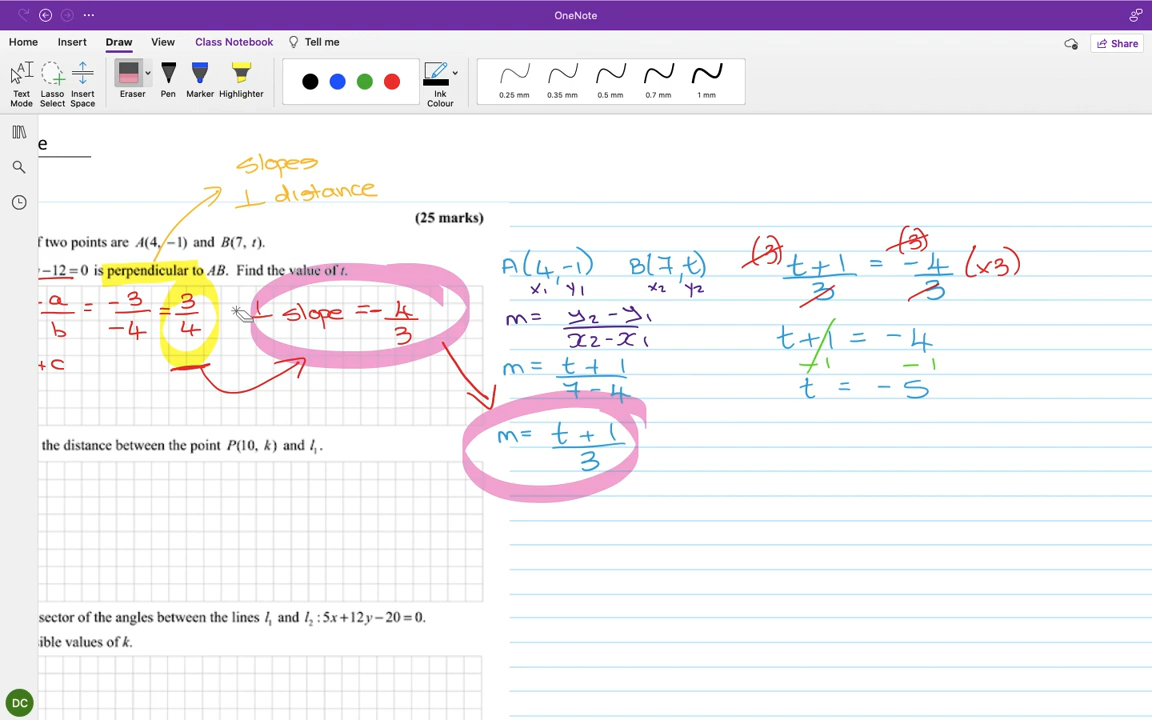 OneNote
Home Insert Draw View Class Notebook Tell me Share
Text Mode
Lasso Select
Insert Space
Eraser
Pen
Marker
Highlighter
Ink Colour
0.25 mm 0.35 mm 0.5 mm 0.7 mm 1 mm
e
slopes
⊥ distance
(25 marks)
f two points are A(4, −1) and B(7, t).
−12 = 0 is perpendicular to AB. Find the value of t.
-a/b = -3/-4 = 3/4
⊥ slope = - 4/3
+ c
A(4,-1) B(7,t)
x1 y1 x2 y2
m = y2 - y1 / x2 - x1
m = t + 1 / 7 - 4
m = t + 1 / 3
(3) t+1 / 3 = (3) -4 / 3 (x3)
t+1 = -4
-1 -1
t = -5
the distance between the point P(10, k) and l1.
sector of the angles between the lines l1 and l2 : 5x+12y−20 = 0.
ible values of k.
DC